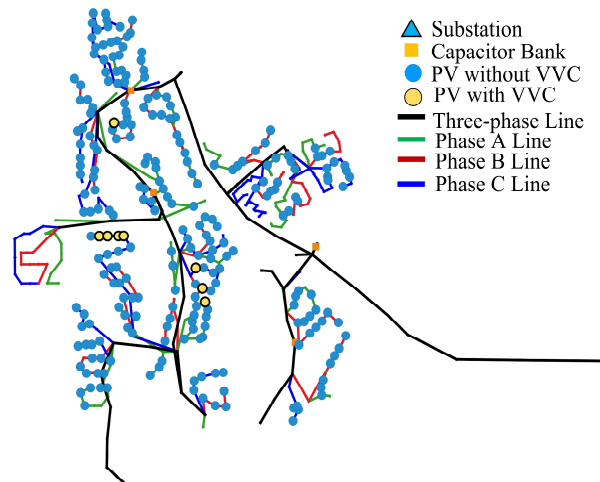 Substation
Capacitor Bank
PV without VVC
PV with VVC
Three-phase Line
Phase A Line
Phase B Line
Phase C Line